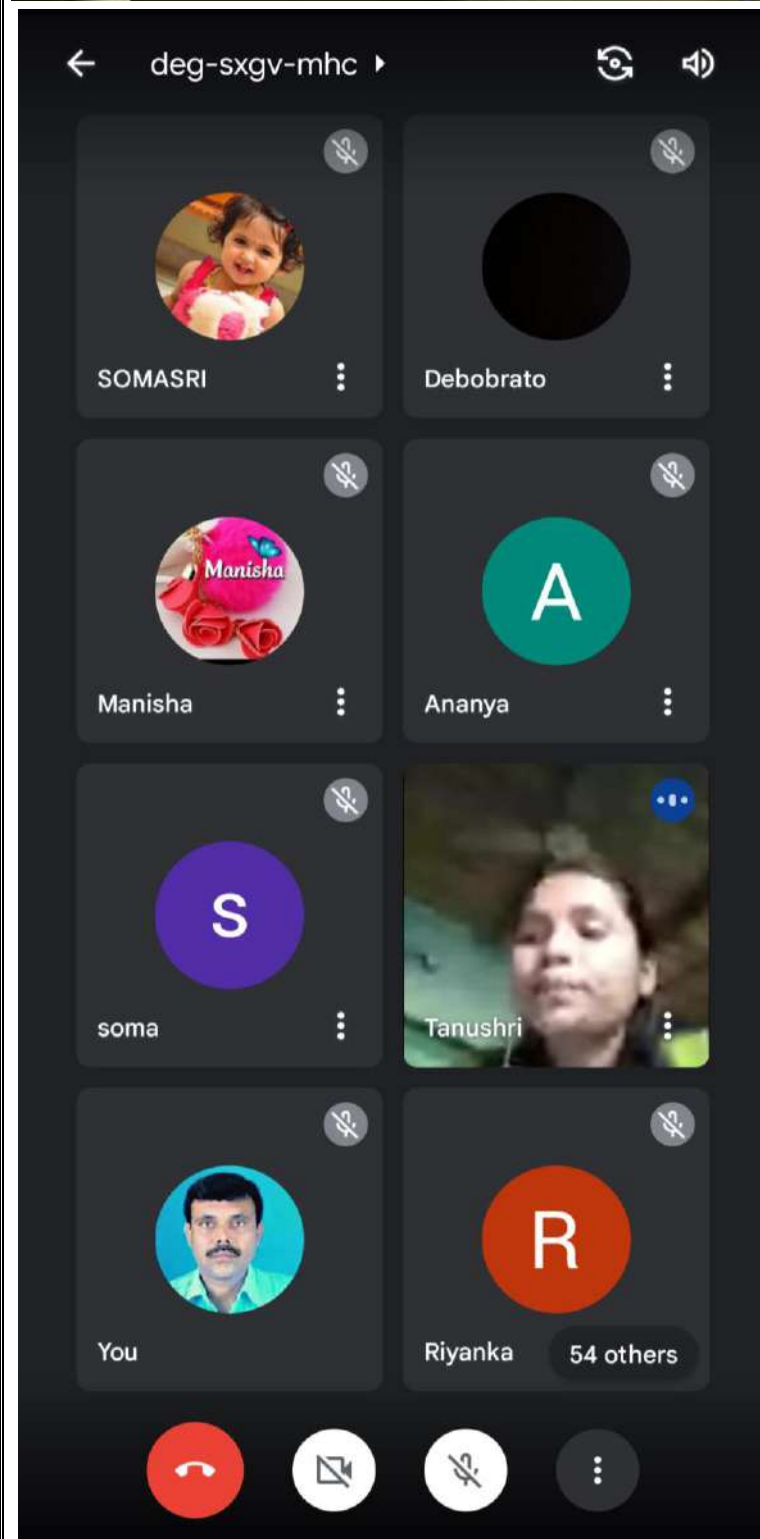 deg-sxgv-mhc
SOMASRI
Debobrato
Manisha
A
Manisha
Ananya
S
soma
Tanushri
You
R
Riyanka
54 others